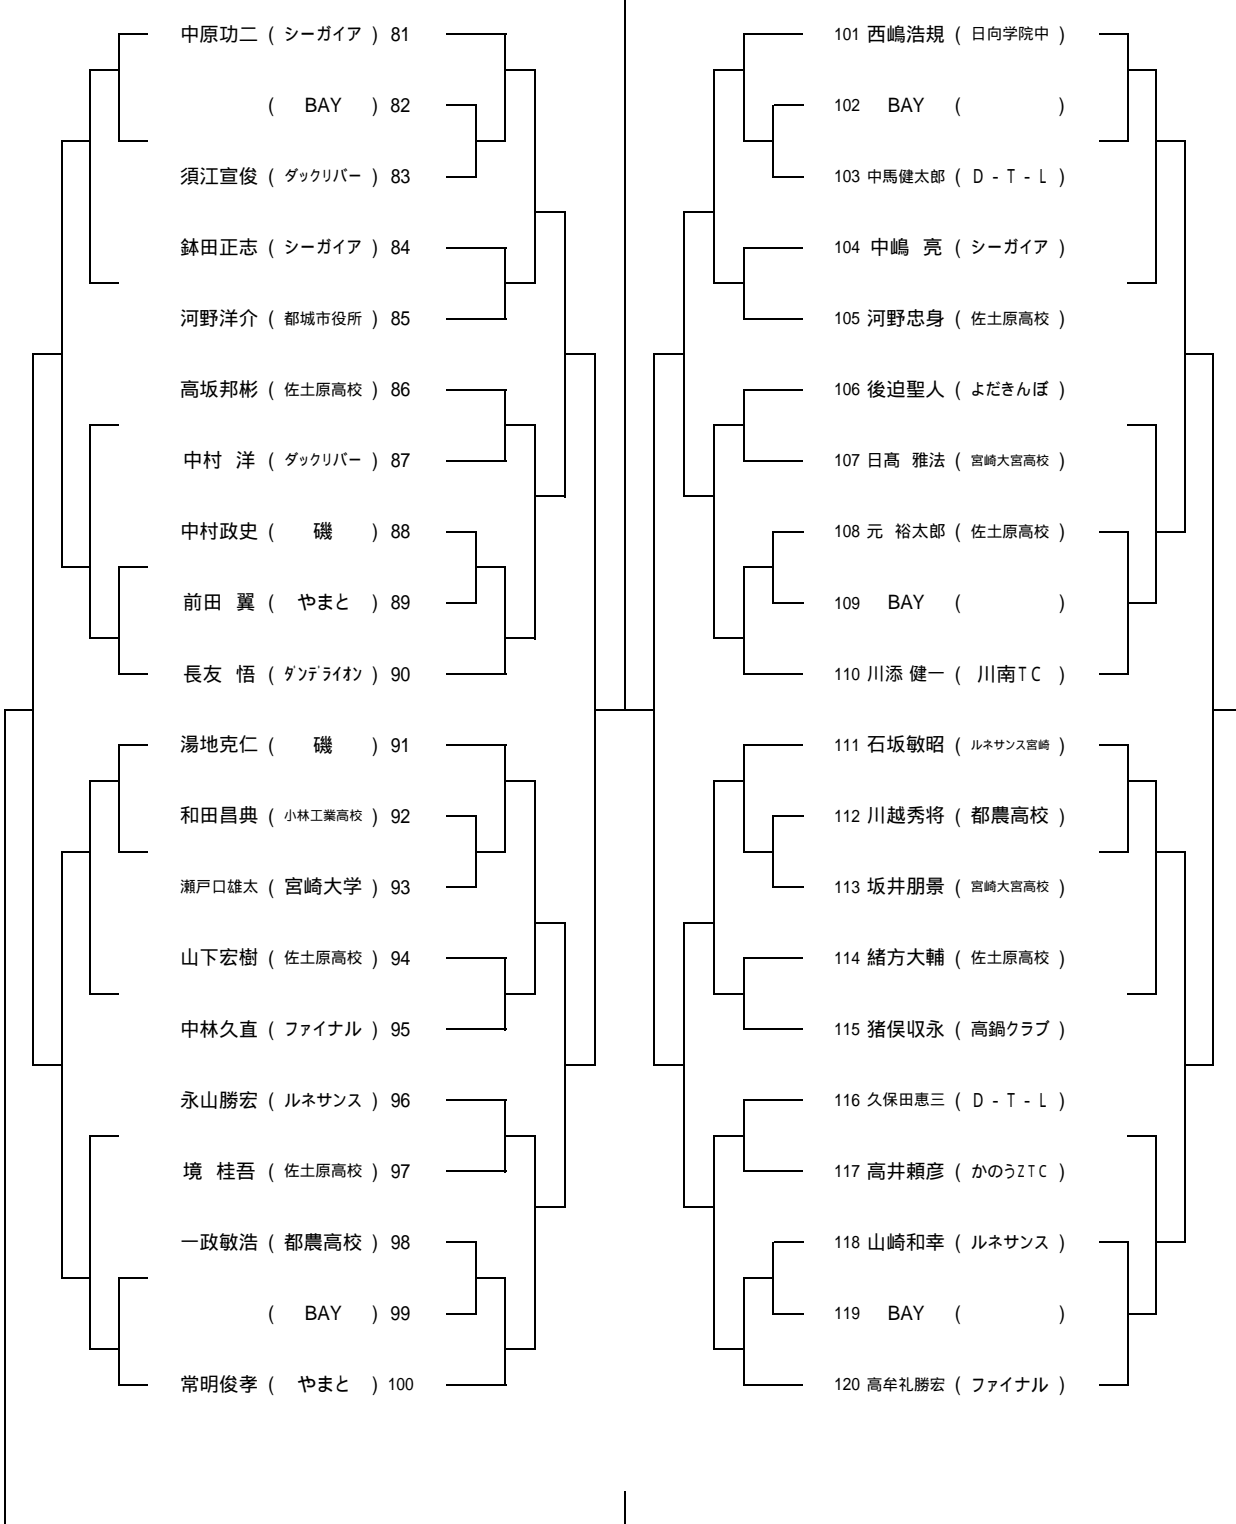 中原功二 ( シーガイア ) 81
( BAY ) 82
須江宣俊 ( ダックリバー ) 83
鉢田正志 ( シーガイア ) 84
河野洋介 ( 都城市役所 ) 85
高坂邦彬 ( 佐土原高校 ) 86
中村 洋 ( ダックリバー ) 87
中村政史 ( 磯 ) 88
前田 翼 ( やまと ) 89
長友 悟 ( ダンデライオン ) 90
湯地克仁 ( 磯 ) 91
和田昌典 ( 小林工業高校 ) 92
瀬戸口雄太 ( 宮崎大学 ) 93
山下宏樹 ( 佐土原高校 ) 94
中林久直 ( ファイナル ) 95
永山勝宏 ( ルネサンス ) 96
境 桂吾 ( 佐土原高校 ) 97
一政敏浩 ( 都農高校 ) 98
( BAY ) 99
常明俊孝 ( やまと ) 100
101 西嶋浩規 ( 日向学院中 )
102 BAY ( )
103 中馬健太郎 ( D - T - L )
104 中嶋 亮 ( シーガイア )
105 河野忠身 ( 佐土原高校 )
106 後迫聖人 ( よだきんぼ )
107 日髙 雅法 ( 宮崎大宮高校 )
108 元 裕太郎 ( 佐土原高校 )
109 BAY ( )
110 川添 健一 ( 川南TC )
111 石坂敏昭 ( ルネサンス宮崎 )
112 川越秀将 ( 都農高校 )
113 坂井朋景 ( 宮崎大宮高校 )
114 緒方大輔 ( 佐土原高校 )
115 猪俣収永 ( 高鍋クラブ )
116 久保田恵三 ( D - T - L )
117 高井頼彦 ( かのうZTC )
118 山崎和幸 ( ルネサンス )
119 BAY ( )
120 高牟礼勝宏 ( ファイナル )